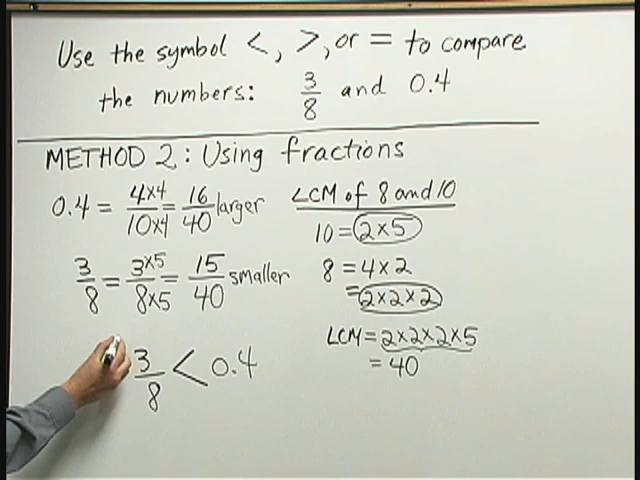 Use the symbol <, >, or = to compare
the numbers: 3/8 and 0.4
METHOD 2: Using fractions
0.4 = 4×4/10×4 = 16/40 larger
3/8 = 3×5/8×5 = 15/40 smaller
3/8 < 0.4
LCM of 8 and 10
10 = 2×5
8 = 4×2
= 2×2×2
LCM = 2×2×2×5
= 40